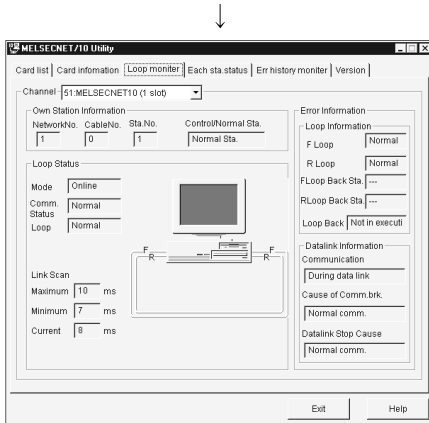 MELSECNET/10 Utility
Card list Card infomation Loop moniter Each sta.status Err history moniter Version
Channel 51:MELSECNET10 (1 slot)
Own Station Information
NetworkNo. CableNo. Sta.No. Control/Normal Sta.
1 0 1 Normal Sta.
Loop Status
Mode Online
Comm. Status Normal
Loop Normal
F R F R
Link Scan
Maximum 10 ms
Minimum 7 ms
Current 8 ms
Error Information
Loop Information
F Loop Normal
R Loop Normal
FLoop Back Sta. ---
RLoop Back Sta. ---
Loop Back Not in executi
Datalink Information
Communication
During data link
Cause of Comm.brk.
Normal comm.
Datalink Stop Cause
Normal comm.
Exit Help